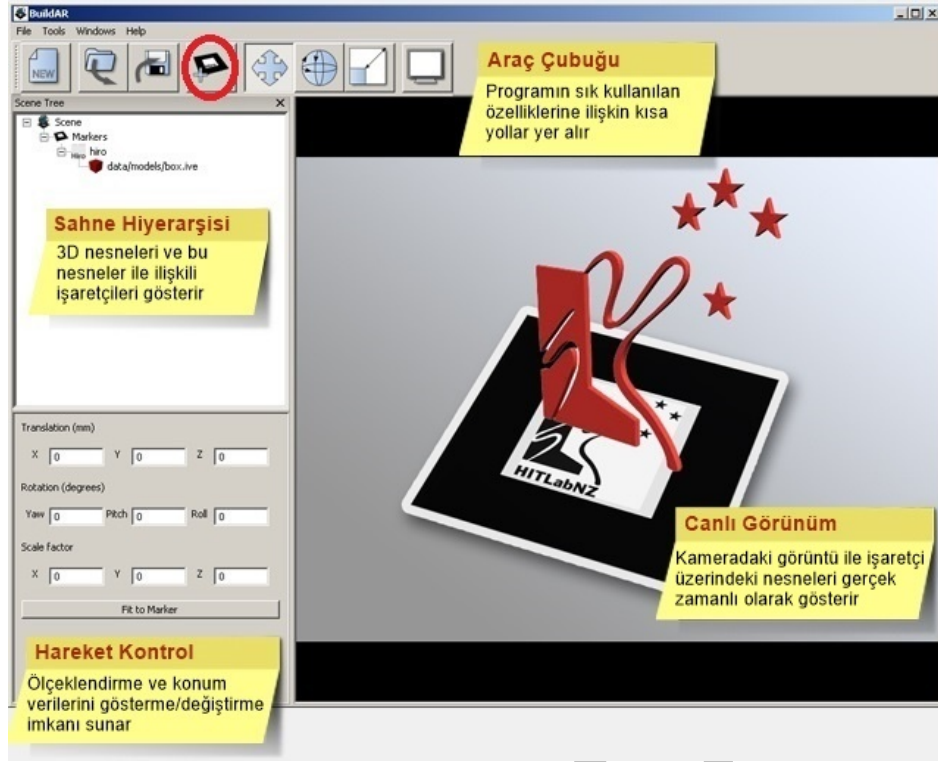 BuildAR
File Tools Windows Help
NEW
Araç Çubuğu
Programın sık kullanılan
özelliklerine ilişkin kısa
yollar yer alır
Scene Tree
Scene
Markers
Hiro hiro
data/models/box.ive
Sahne Hiyerarşisi
3D nesneleri ve bu
nesneler ile ilişkili
işaretçileri gösterir
HITLabNZ
Canlı Görünüm
Kameradaki görüntü ile işaretçi
üzerindeki nesneleri gerçek
zamanlı olarak gösterir
Translation (mm)
X 0 Y 0 Z 0
Rotation (degrees)
Yaw 0 Pitch 0 Roll 0
Scale factor
X 0 Y 0 Z 0
Fit to Marker
Hareket Kontrol
Ölçeklendirme ve konum
verilerini gösterme/değiştirme
imkanı sunar